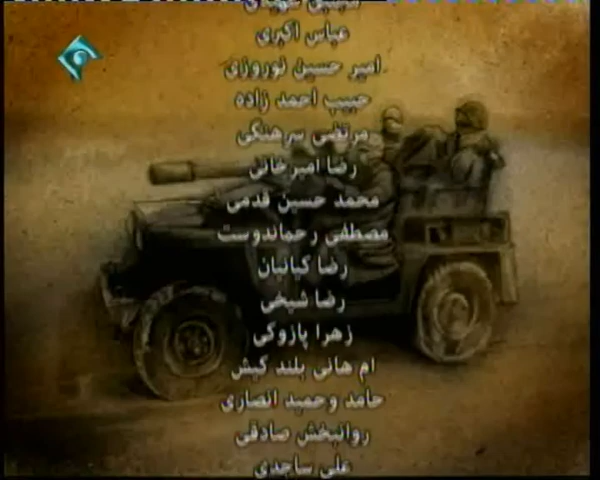 عباس اکبری
امیر حسین نوروزی
حبیب احمد زاده
مرتضی سرهنگی
رضا امیرخانی
محمد حسین قدمی
مصطفی رحماندوست
رضا کیانیان
رضا شیخی
زهرا پازوکی
ام هانی بلند کیش
حامد وحمید انصاری
روانبخش صادقی
علی ساجدی